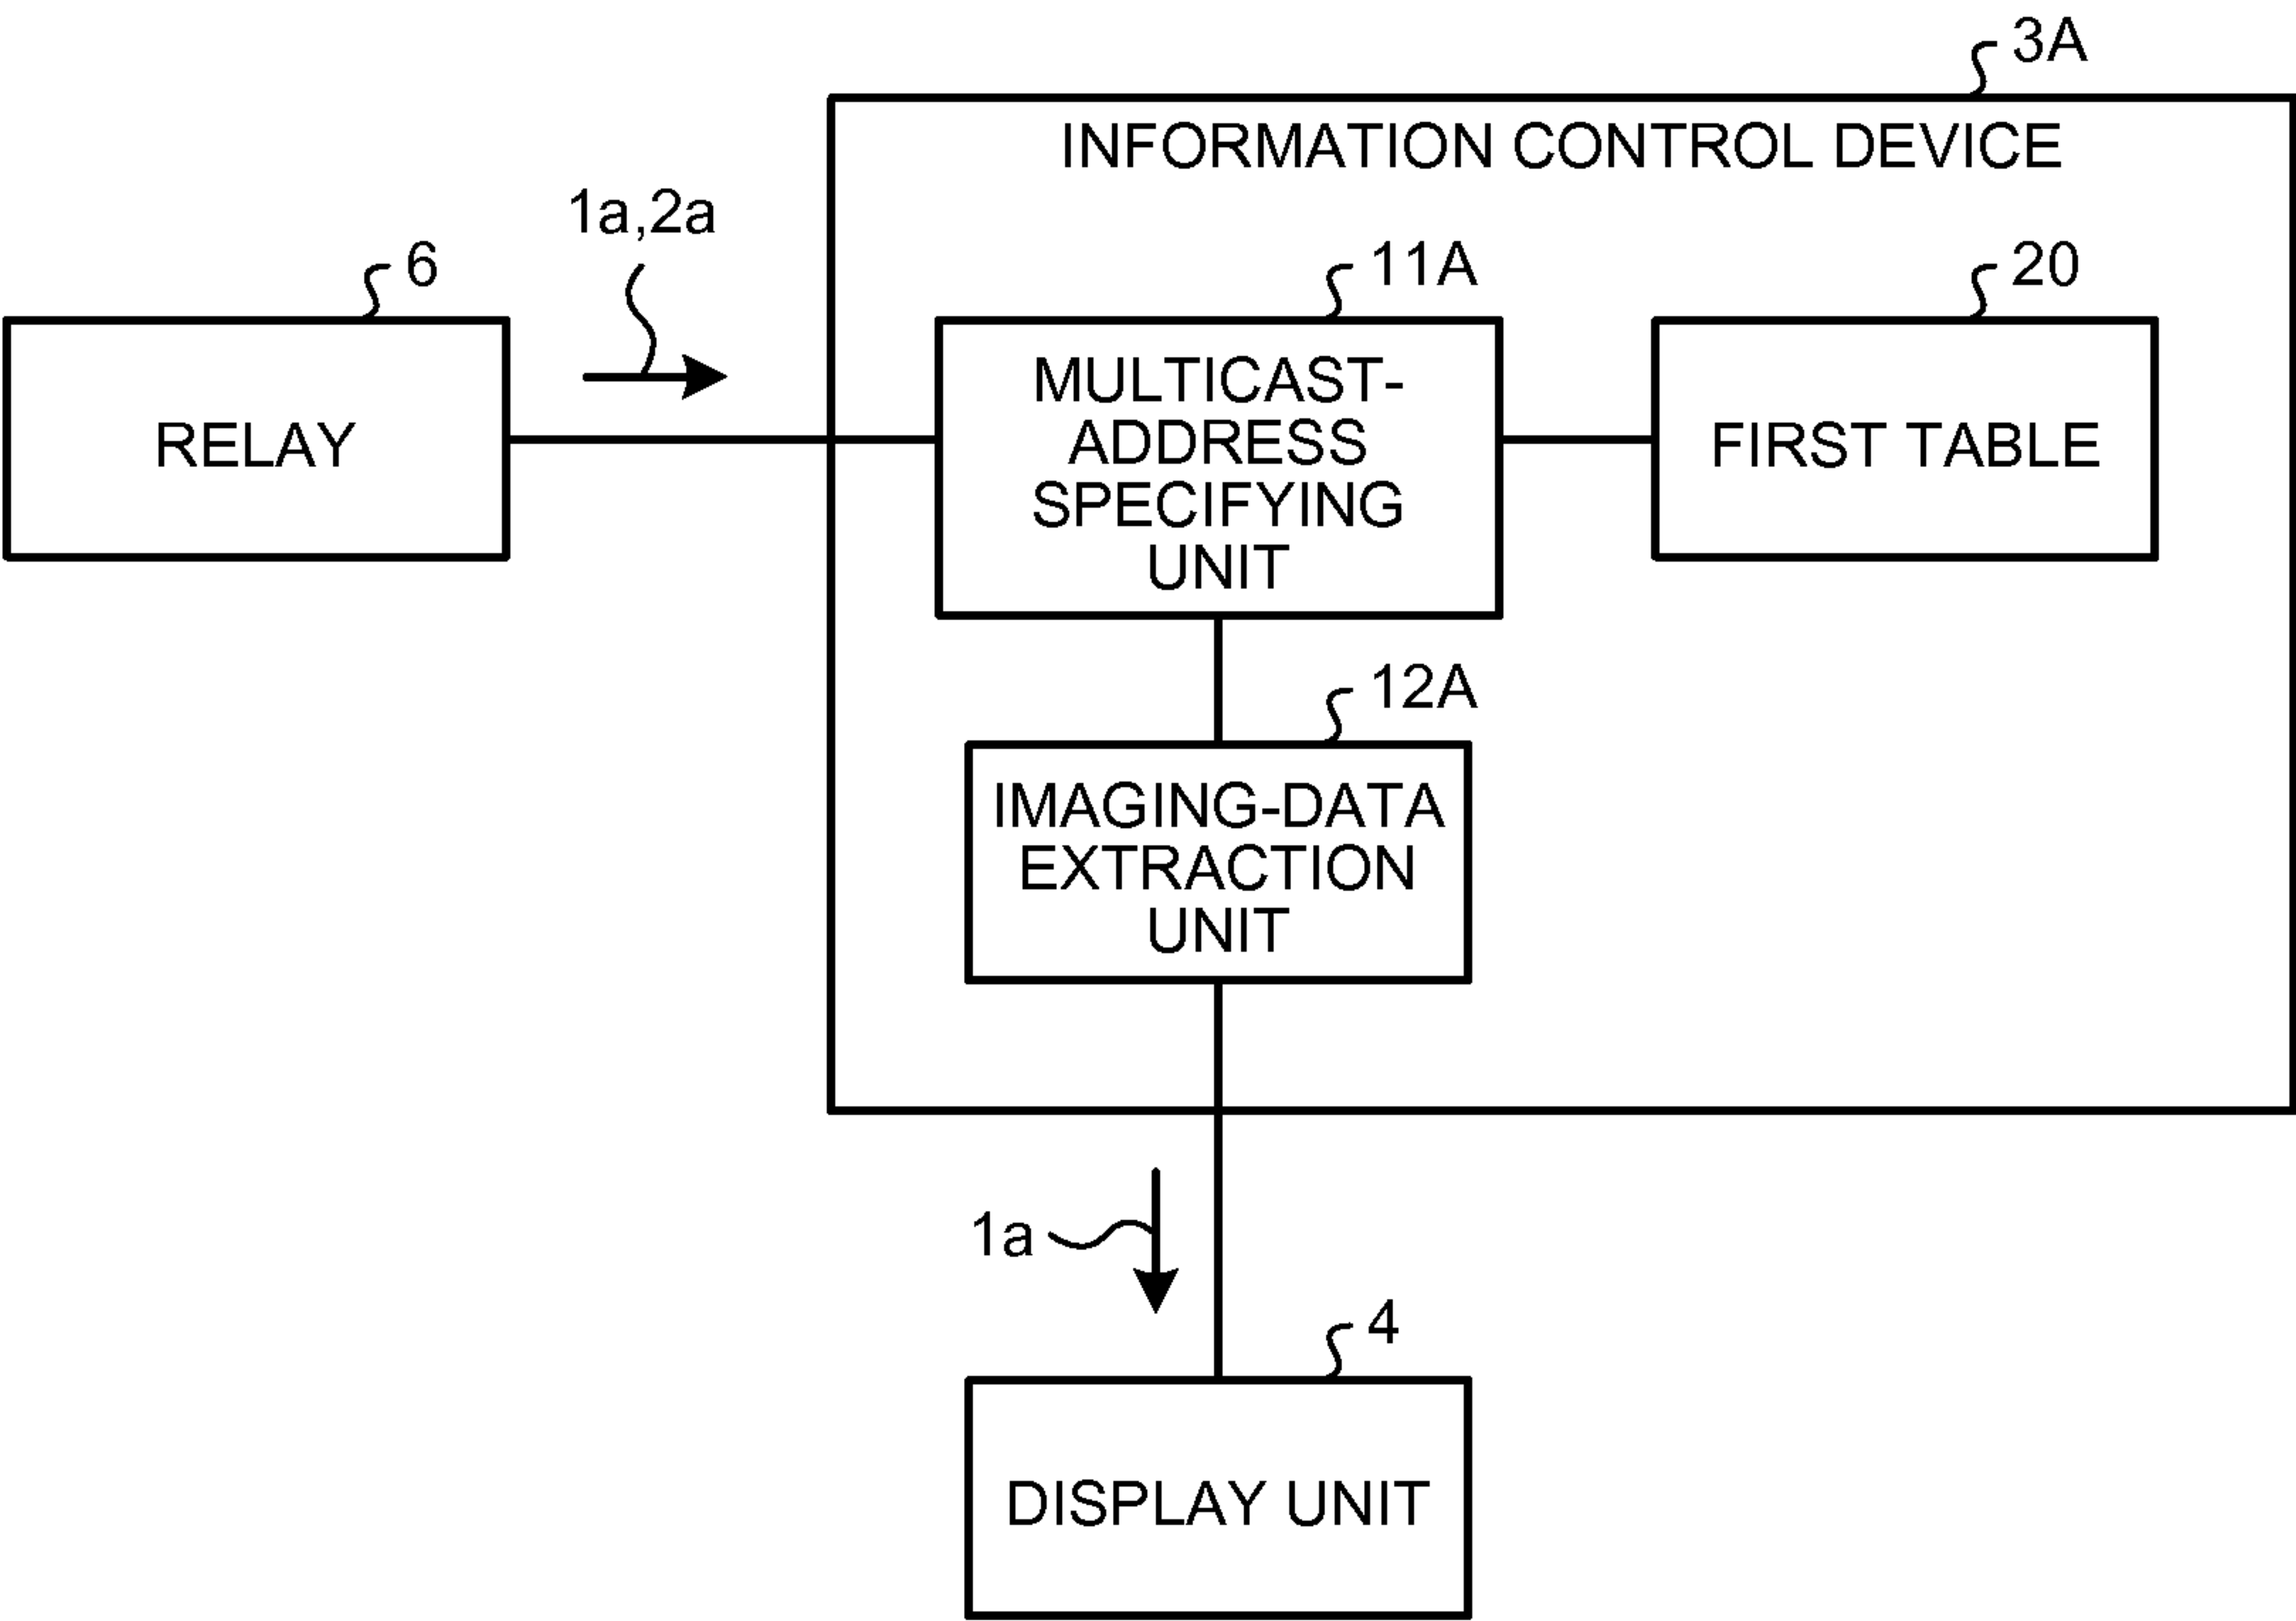 3A
INFORMATION CONTROL DEVICE
1a,2a
6
11A
20
RELAY
MULTICAST-
ADDRESS
SPECIFYING
UNIT
FIRST TABLE
12A
IMAGING-DATA
EXTRACTION
UNIT
1a
4
DISPLAY UNIT